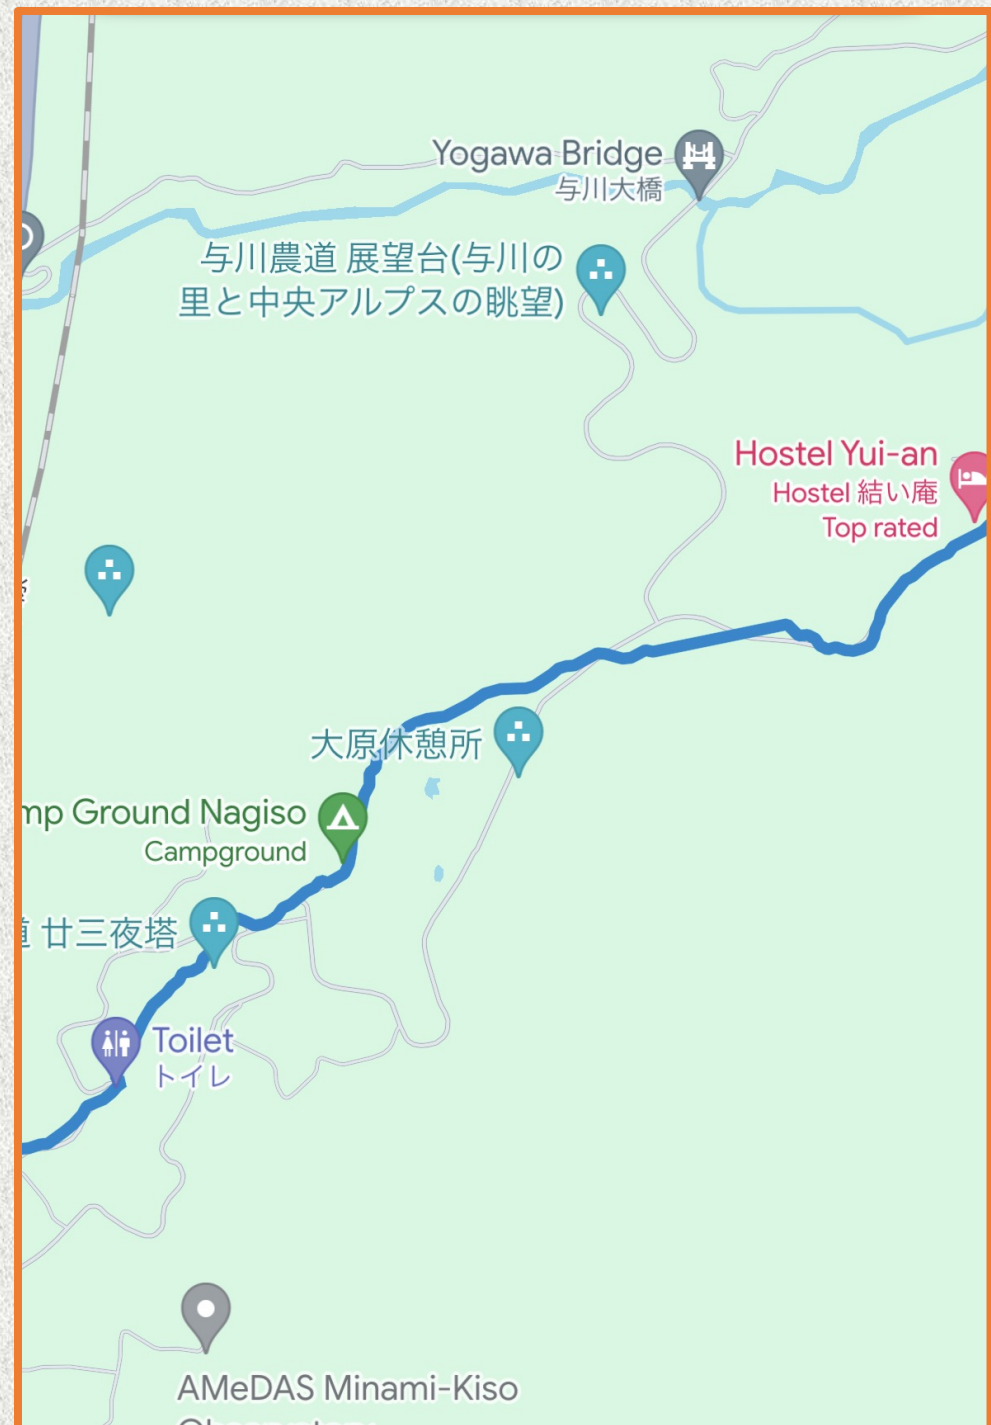 Yogawa Bridge
与川大橋
与川農道 展望台(与川の
里と中央アルプスの眺望)
Hostel Yui-an
Hostel 結い庵
Top rated
大原休憩所
mp Ground Nagiso
Campground
道 廿三夜塔
Toilet
トイレ
AMeDAS Minami-Kiso